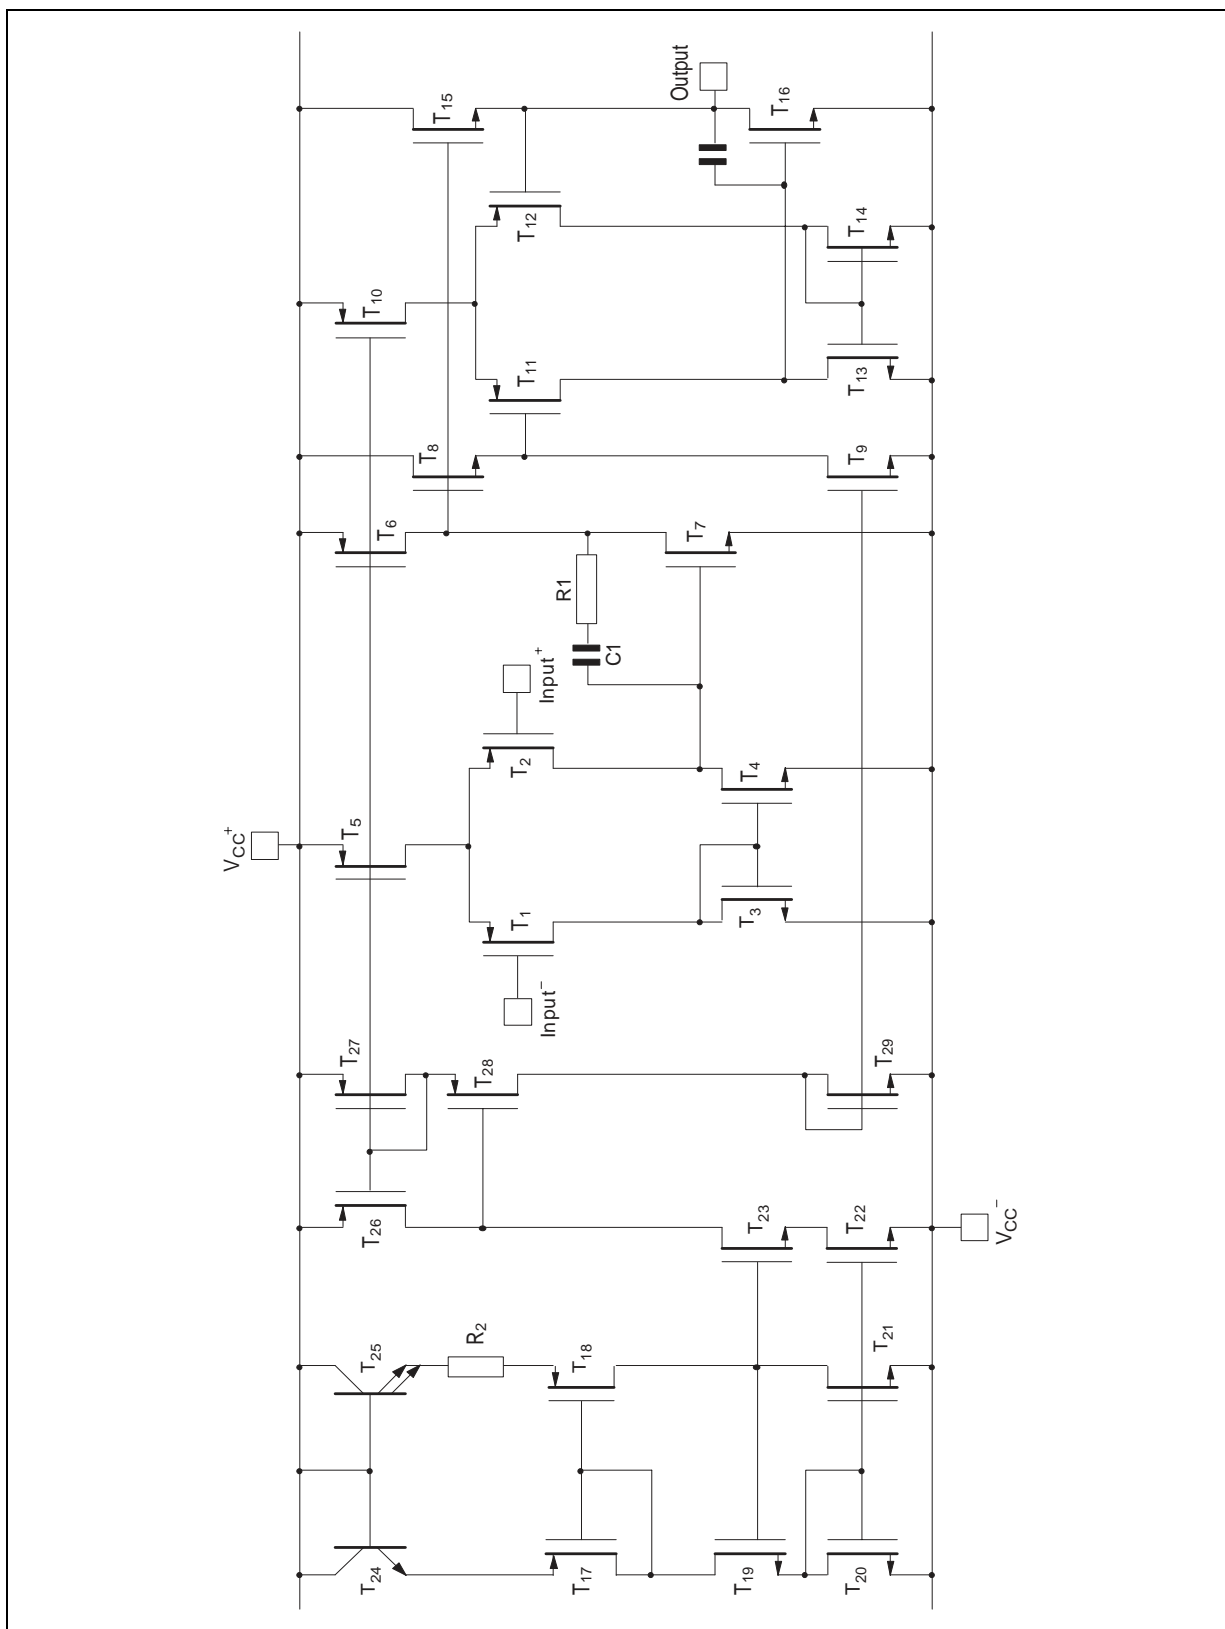 T24
T25
R2
T17
T18
T19
T20
T21
T26
T23
T22
VCC−
T27
T28
T29
Input−
T1
T3
VCC+
T5
T2
T4
Input+
C1
R1
T6
T7
T8
T9
T10
T11
T13
T12
T14
T15
Output
T16